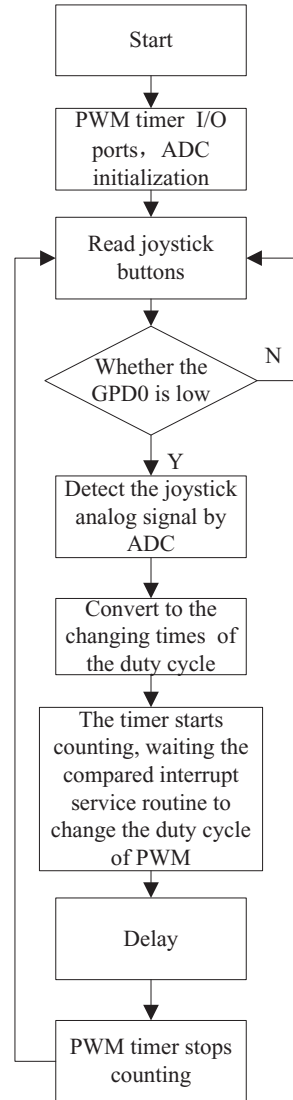 Start
PWM timer I/O
ports，ADC
initialization
Read joystick
buttons
Whether the
GPD0 is low
N
Y
Detect the joystick
analog signal by
ADC
Convert to the
changing times of
the duty cycle
The timer starts
counting, waiting the
compared interrupt
service routine to
change the duty cycle
of PWM
Delay
PWM timer stops
counting